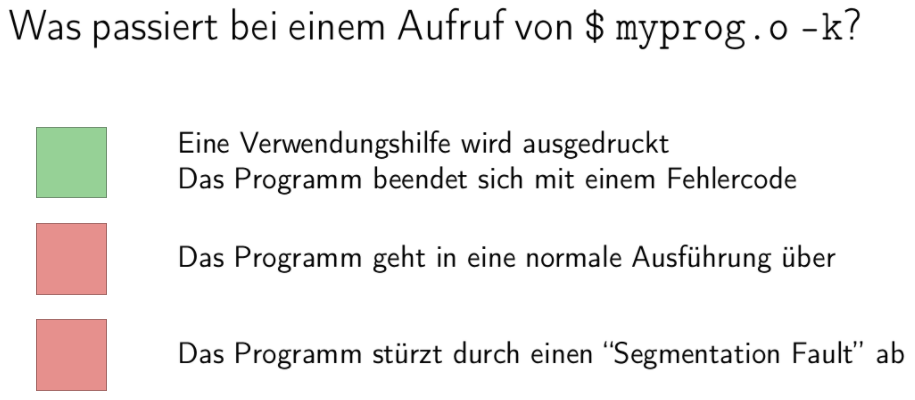 Was passiert bei einem Aufruf von $ myprog.o -k?
Eine Verwendungshilfe wird ausgedruckt
Das Programm beendet sich mit einem Fehlercode
Das Programm geht in eine normale Ausführung über
Das Programm stürzt durch einen “Segmentation Fault” ab